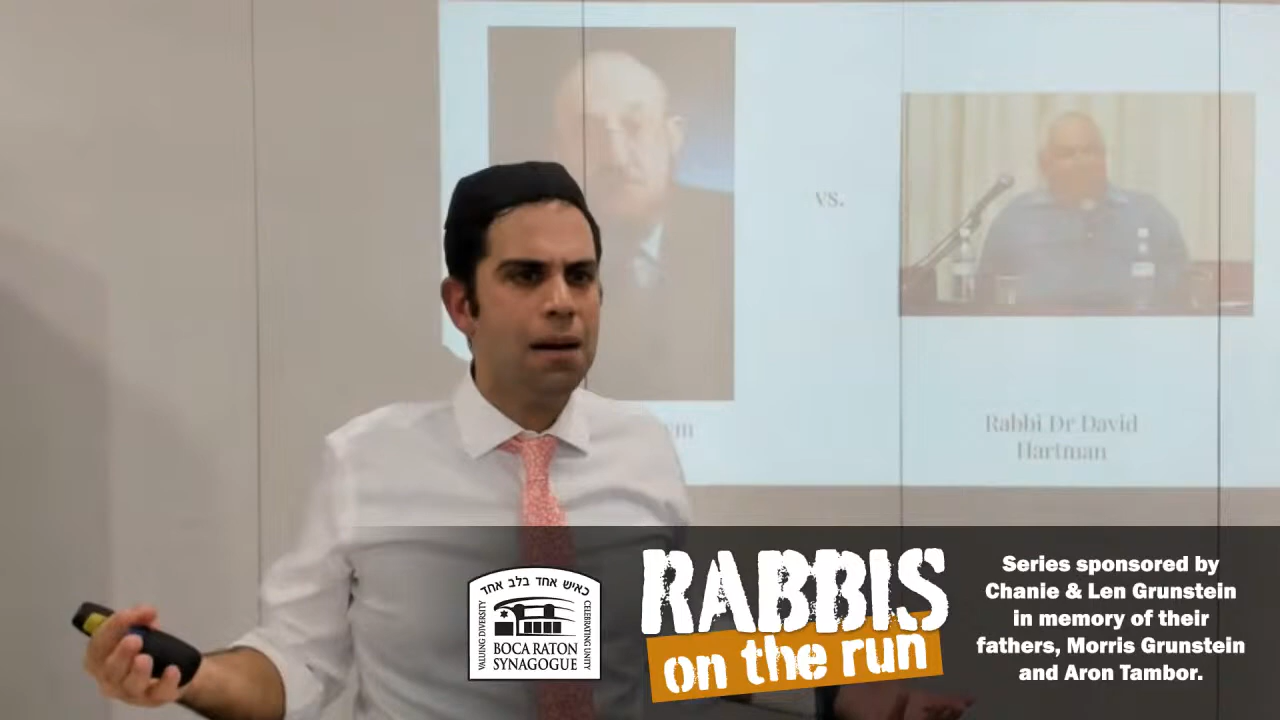 vs.
Rabbi Dr David
Hartman
כאיש אחד בלב אחד
VALUING DIVERSITY
CELEBRATING UNITY
BOCA RATON
SYNAGOGUE
RABBIS
on the run
Series sponsored by
Chanie & Len Grunstein
in memory of their
fathers, Morris Grunstein
and Aron Tambor.